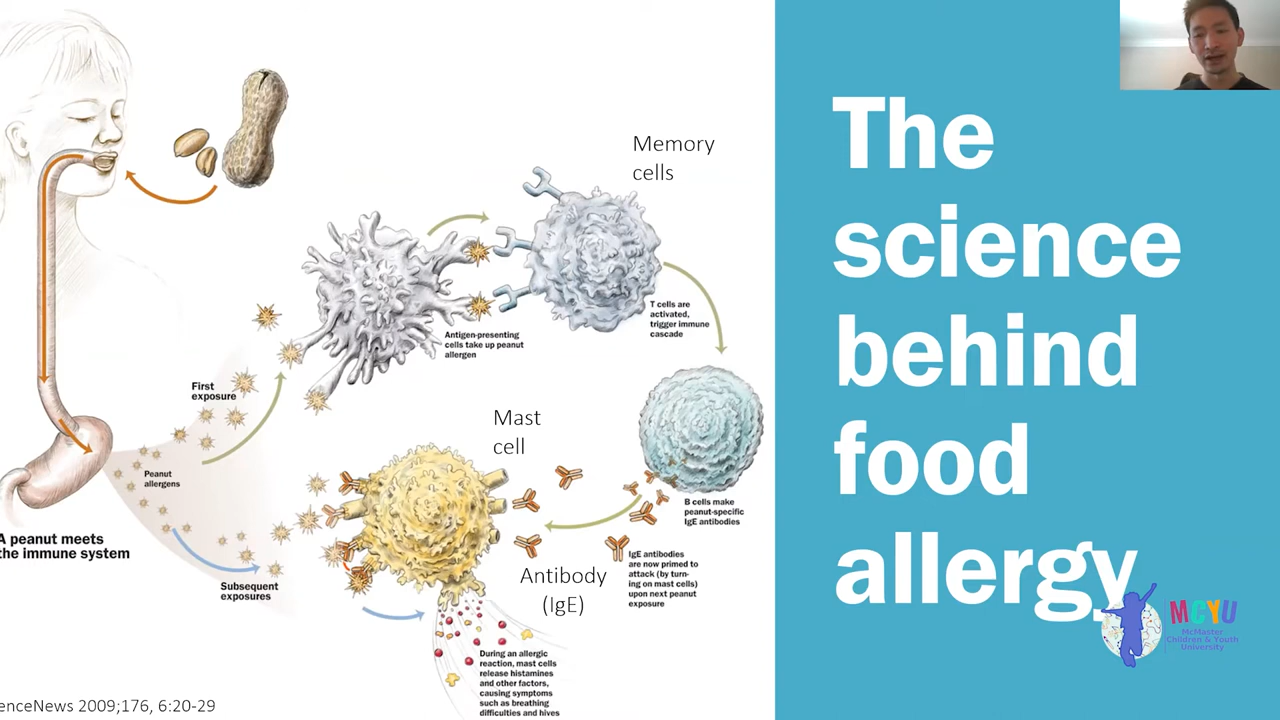 Memory
cells
T cells are
activated,
trigger immune
cascade
Antigen-presenting
cells take up peanut
allergen
First
exposure
Mast
cell
Peanut
allergens
B cells make
peanut-specific
IgE antibodies
A peanut meets
the immune system
Subsequent
exposures
Antibody
(IgE)
IgE antibodies
are now primed to
attack (by turn-
ing on mast cells)
upon next peanut
exposure
During an allergic
reaction, mast cells
release histamines
and other factors,
causing symptoms
such as breathing
difficulties and hives
enceNews 2009;176, 6:20-29
The
science
behind
food
allergy
MCYU
McMaster
Children & Youth
University